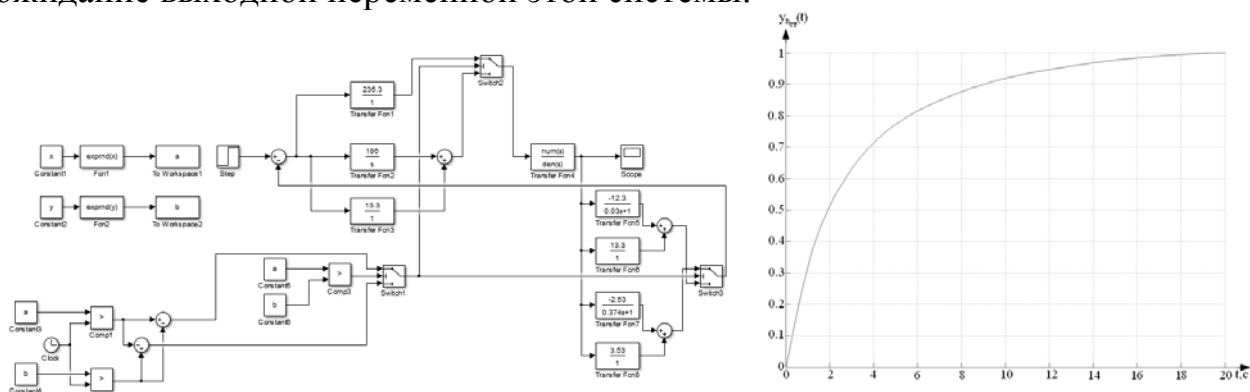 ожидание выходной переменной этой системы.
Switch2
236.3
1
Transfer Fcn1
x
Constant1
exprnd(x)
Fcn1
a
To Workspace1
Step
186
s
Transfer Fcn2
num(s)
den(s)
Transfer Fcn4
Scope
y
Constant2
exprnd(y)
Fcn2
b
To Workspace2
13.3
1
Transfer Fcn3
-12.3
0.03s+1
Transfer Fcn5
13.3
1
Transfer Fcn6
a
Constant5
>
Comp3
b
Switch1
Switch3
-2.53
0.374s+1
Transfer Fcn7
3.53
1
Transfer Fcn8
a
Constant3
>
Comp1
Clock
b
>
1
0.9
0.8
0.7
0.6
0.5
0.4
0.3
0.2
0.1
0
0 2 4 6 8 10 12 14 16 18 20 t,c